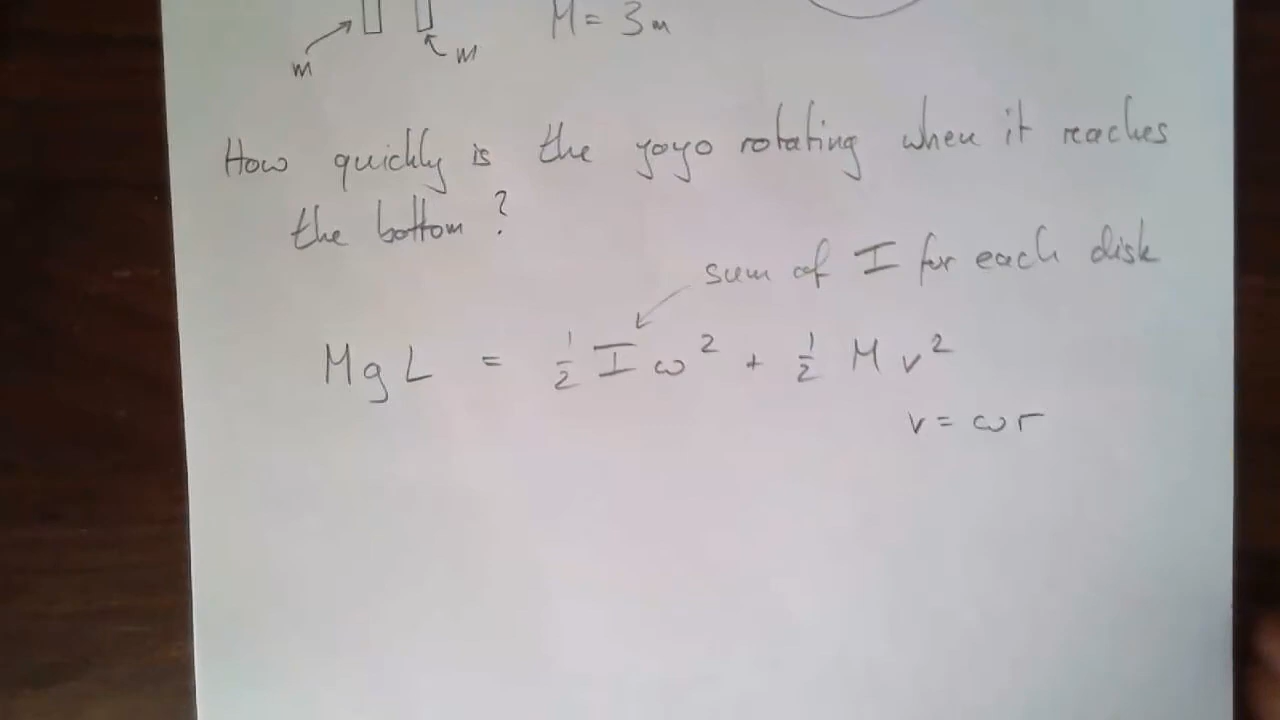 M = 3m
m
m
How quickly is the yoyo rotating when it reaches
the bottom ?
sum of I for each disk
MgL = 1/2 I ω² + 1/2 M v²
v = ωr